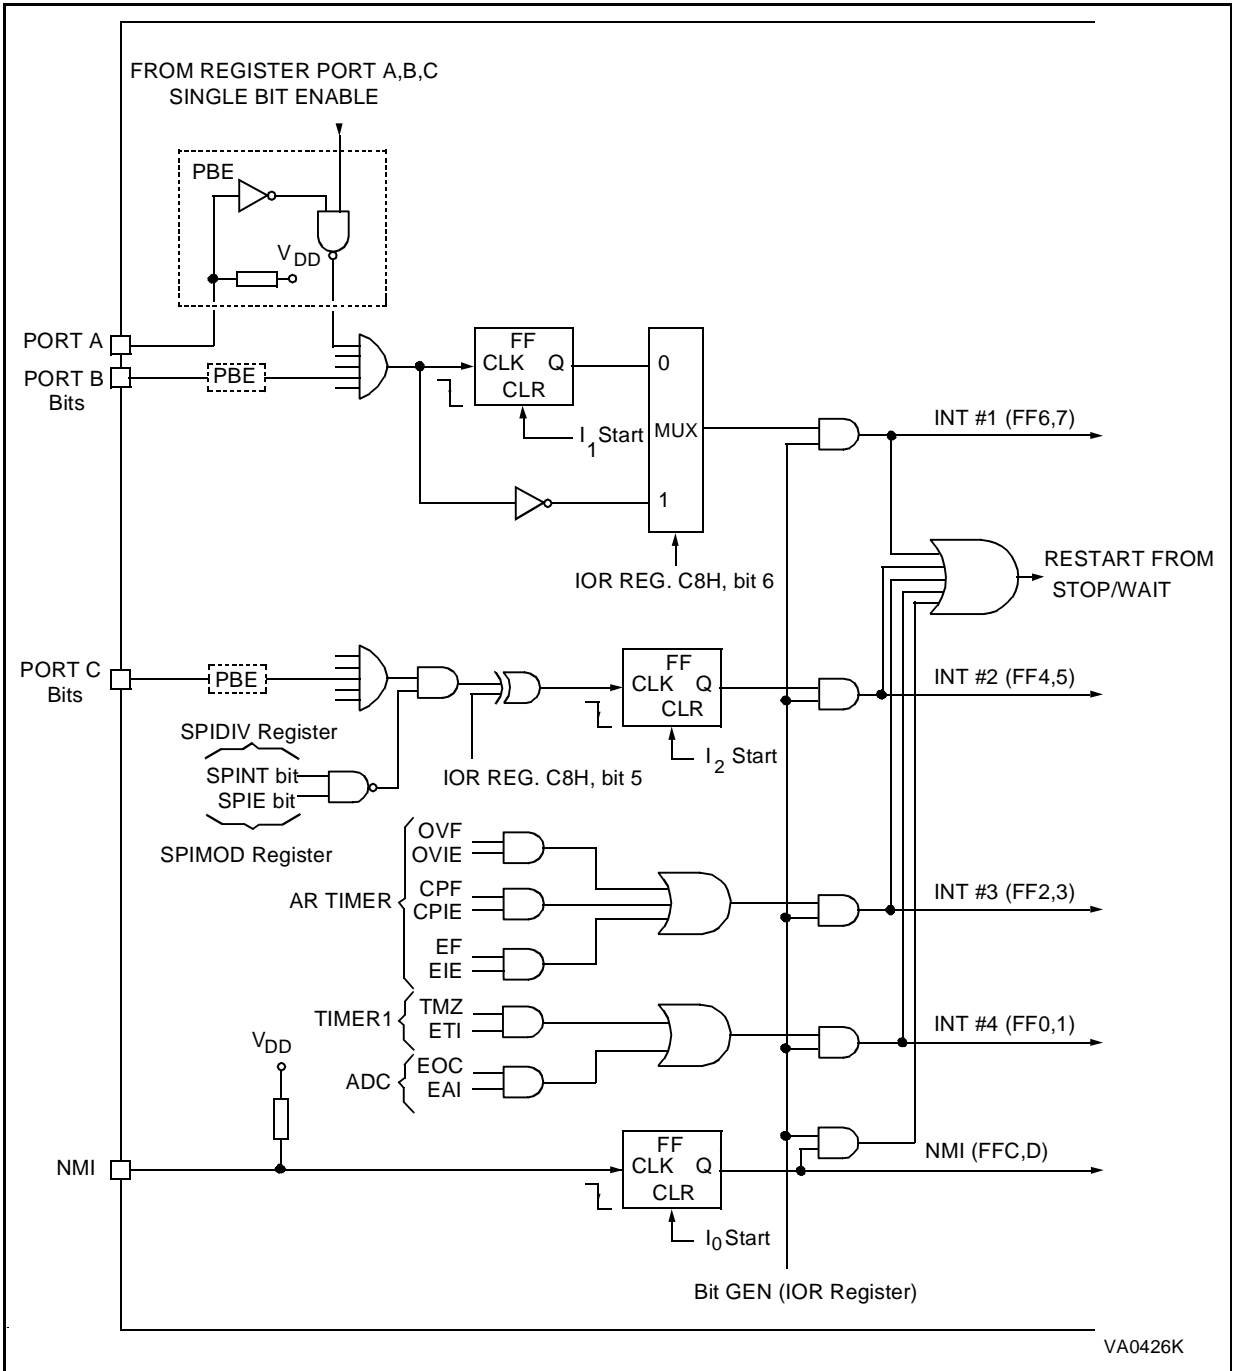 FROM REGISTER PORT A,B,C
SINGLE BIT ENABLE
PBE
VDD
PORT A
PORT B
Bits
PBE
FF
CLK Q
CLR
I1 Start
0
MUX
1
IOR REG. C8H, bit 6
INT #1 (FF6,7)
RESTART FROM
STOP/WAIT
PORT C
Bits
PBE
FF
CLK Q
CLR
I2 Start
INT #2 (FF4,5)
SPIDIV Register
SPINT bit
SPIE bit
SPIMOD Register
IOR REG. C8H, bit 5
AR TIMER
OVF
OVIE
CPF
CPIE
EF
EIE
INT #3 (FF2,3)
TIMER1
TMZ
ETI
INT #4 (FF0,1)
ADC
EOC
EAI
VDD
NMI
FF
CLK Q
CLR
I0 Start
NMI (FFC,D)
Bit GEN (IOR Register)
VA0426K